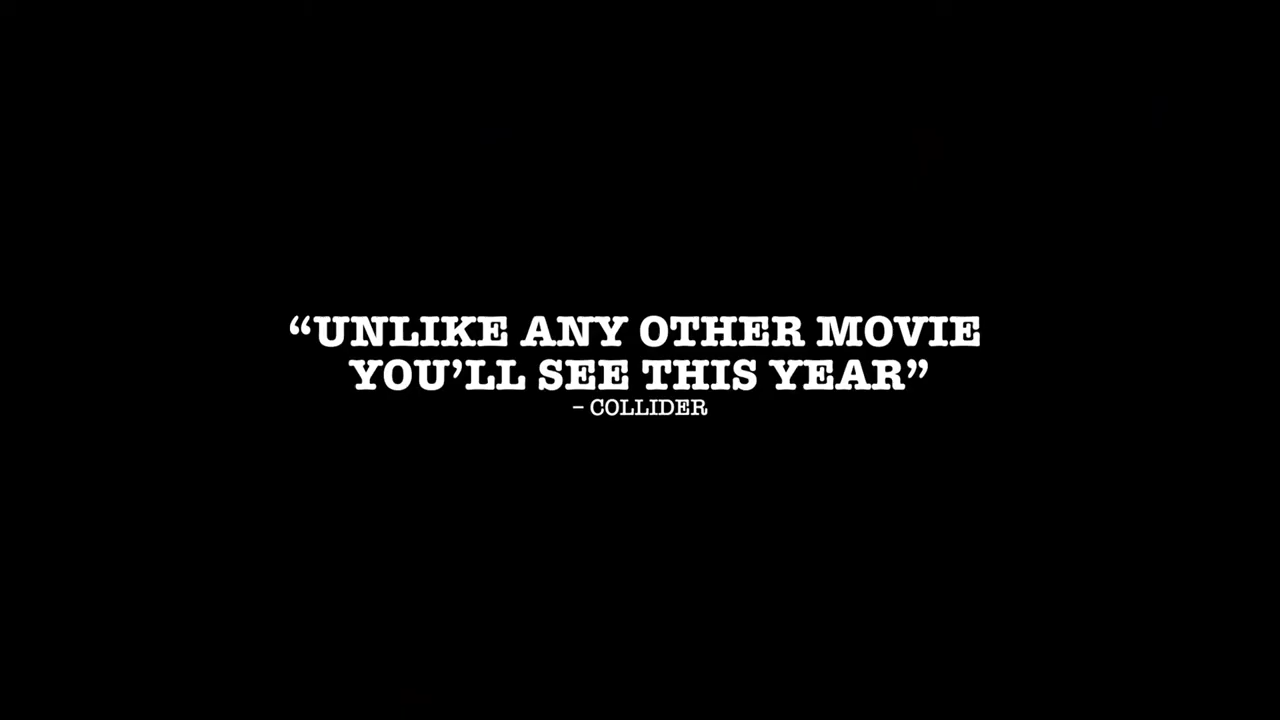 “UNLIKE ANY OTHER MOVIE
YOU’LL SEE THIS YEAR”
– COLLIDER